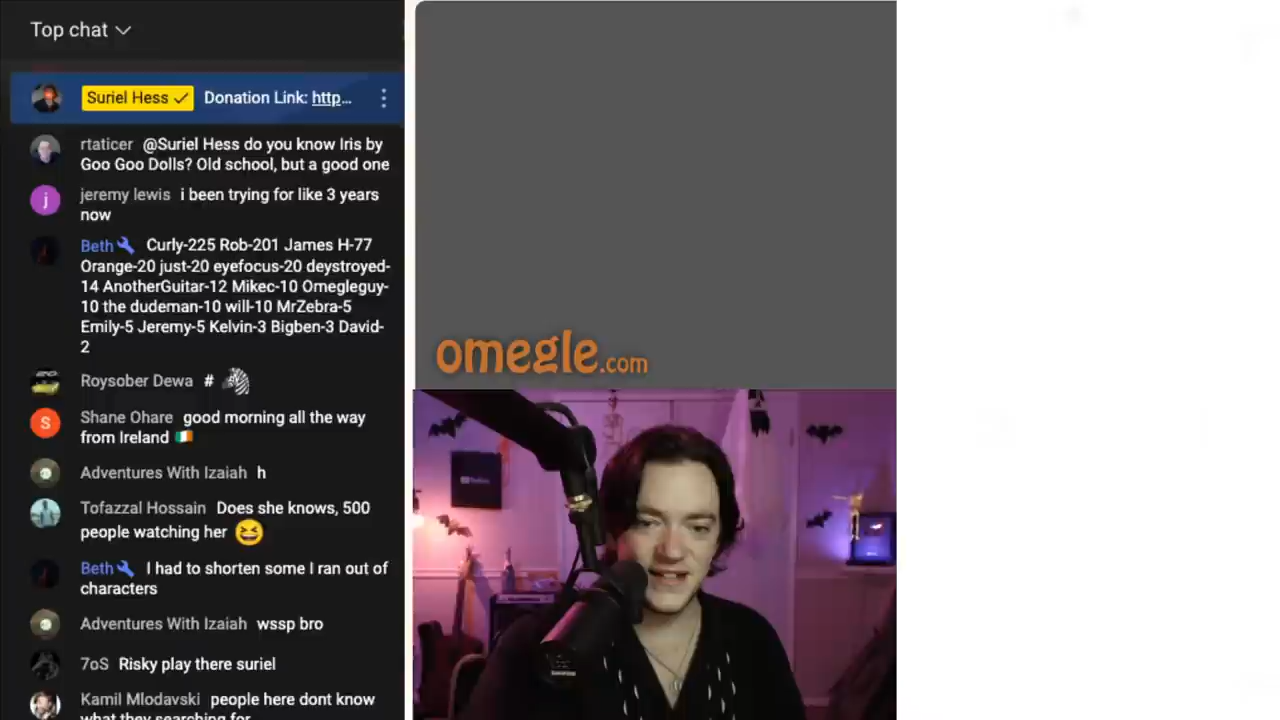 Top chat
Suriel Hess Donation Link: http...
rtaticer @Suriel Hess do you know Iris by
Goo Goo Dolls? Old school, but a good one
j
jeremy lewis i been trying for like 3 years
now
Beth Curly-225 Rob-201 James H-77
Orange-20 just-20 eyefocus-20 deystroyed-
14 AnotherGuitar-12 Mikec-10 Omegleguy-
10 the dudeman-10 will-10 MrZebra-5
Emily-5 Jeremy-5 Kelvin-3 Bigben-3 David-
2
Roysober Dewa #
S
Shane Ohare good morning all the way
from Ireland
Adventures With Izaiah h
Tofazzal Hossain Does she knows, 500
people watching her
Beth I had to shorten some I ran out of
characters
Adventures With Izaiah wssp bro
7oS Risky play there suriel
Kamil Mlodavski people here dont know
what they searching for
omegle.com